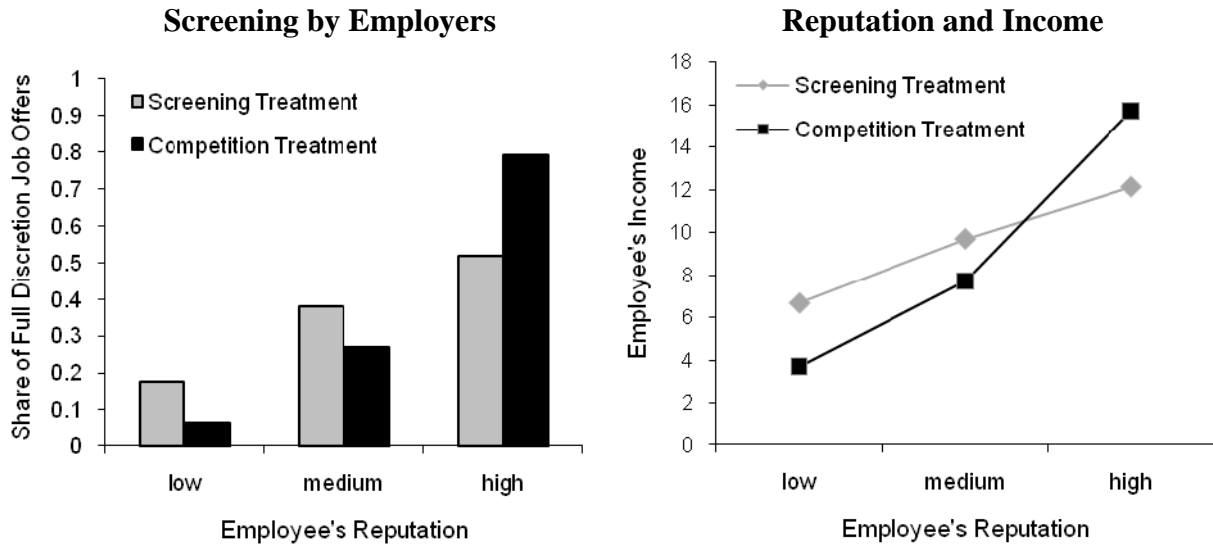 Screening by Employers
Share of Full Discretion Job Offers
1
0.9
0.8
0.7
0.6
0.5
0.4
0.3
0.2
0.1
0
Screening Treatment
Competition Treatment
low medium high
Employee's Reputation
Reputation and Income
Employee's Income
18
16
14
12
10
8
6
4
2
0
Screening Treatment
Competition Treatment
low medium high
Employee's Reputation